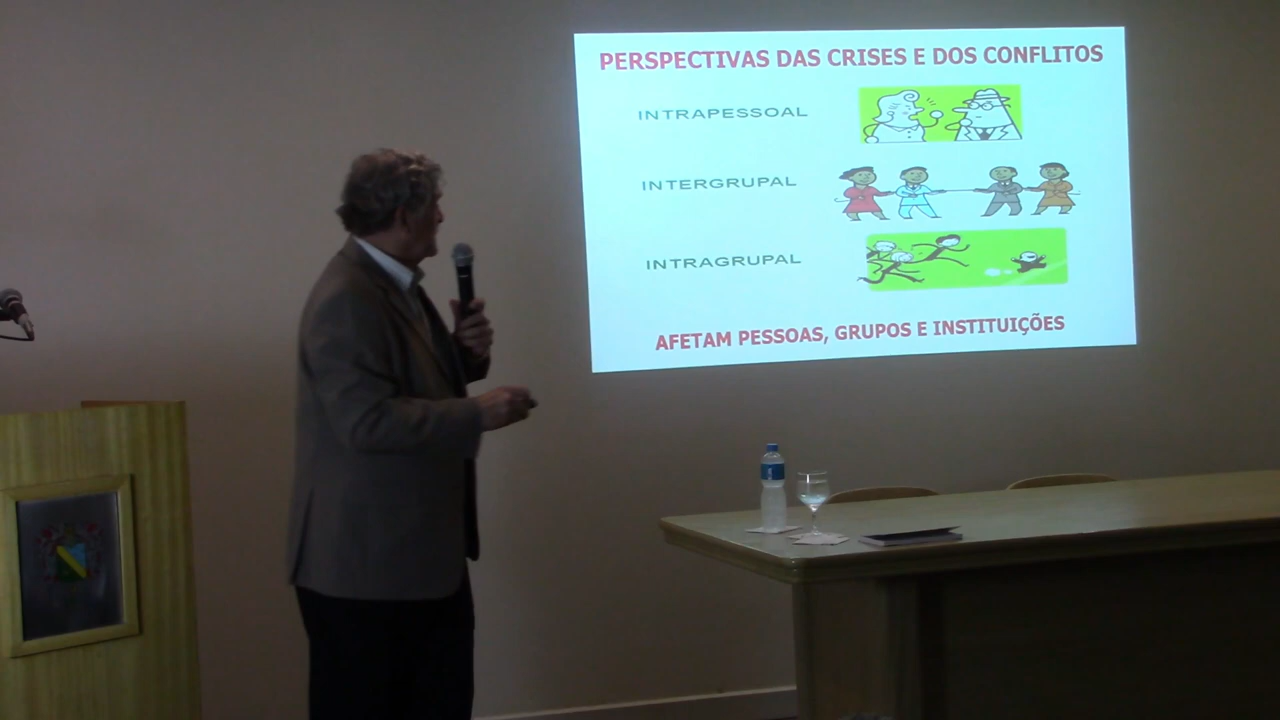 PERSPECTIVAS DAS CRISES E DOS CONFLITOS
INTRAPESSOAL
INTERGRUPAL
INTRAGRUPAL
AFETAM PESSOAS, GRUPOS E INSTITUIÇÕES